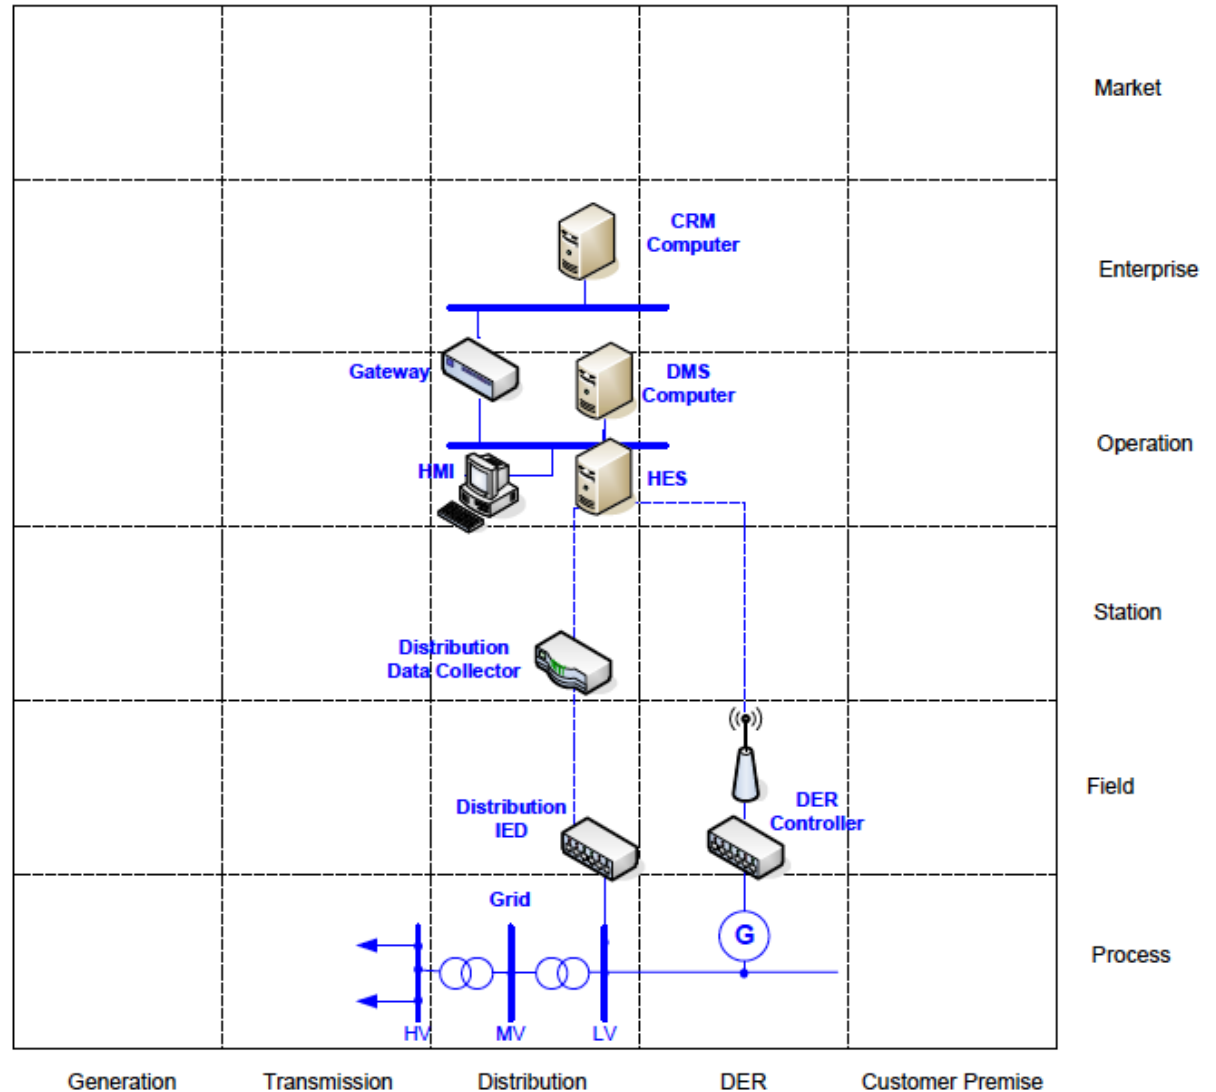 Market
CRM
Computer
Enterprise
Gateway
DMS
Computer
Operation
HMI
HES
Station
Distribution
Data Collector
Field
Distribution
IED
DER
Controller
Grid
G
Process
HV
MV
LV
Generation
Transmission
Distribution
DER
Customer Premise